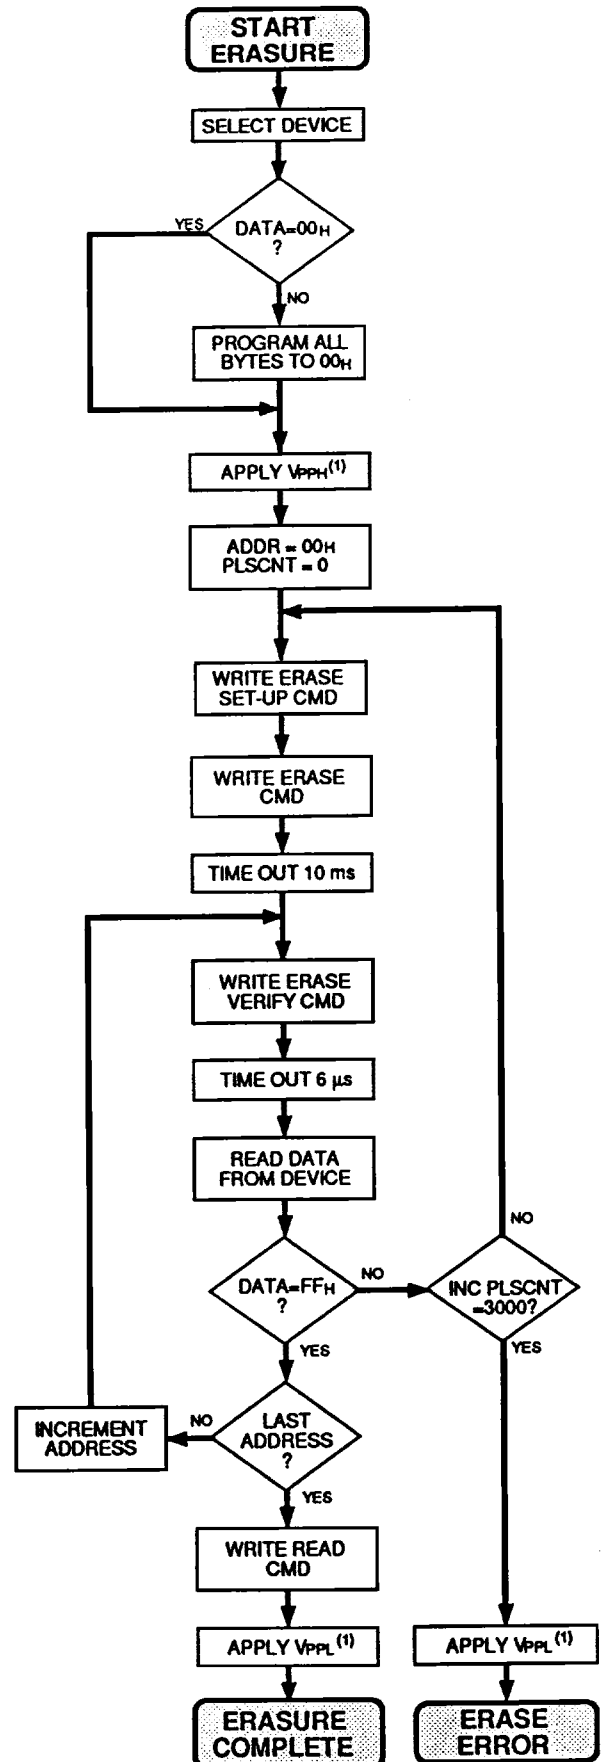 START
ERASURE
SELECT DEVICE
YES
DATA=00H
?
NO
PROGRAM ALL
BYTES TO 00H
APPLY VPPH(1)
ADDR = 00H
PLSCNT = 0
WRITE ERASE
SET-UP CMD
WRITE ERASE
CMD
TIME OUT 10 ms
WRITE ERASE
VERIFY CMD
TIME OUT 6 µs
READ DATA
FROM DEVICE
NO
DATA=FFH
?
NO
INC PLSCNT
=3000?
YES
YES
INCREMENT
ADDRESS
NO
LAST
ADDRESS
?
YES
WRITE READ
CMD
APPLY VPPL(1)
APPLY VPPL(1)
ERASURE
COMPLETE
ERASE
ERROR